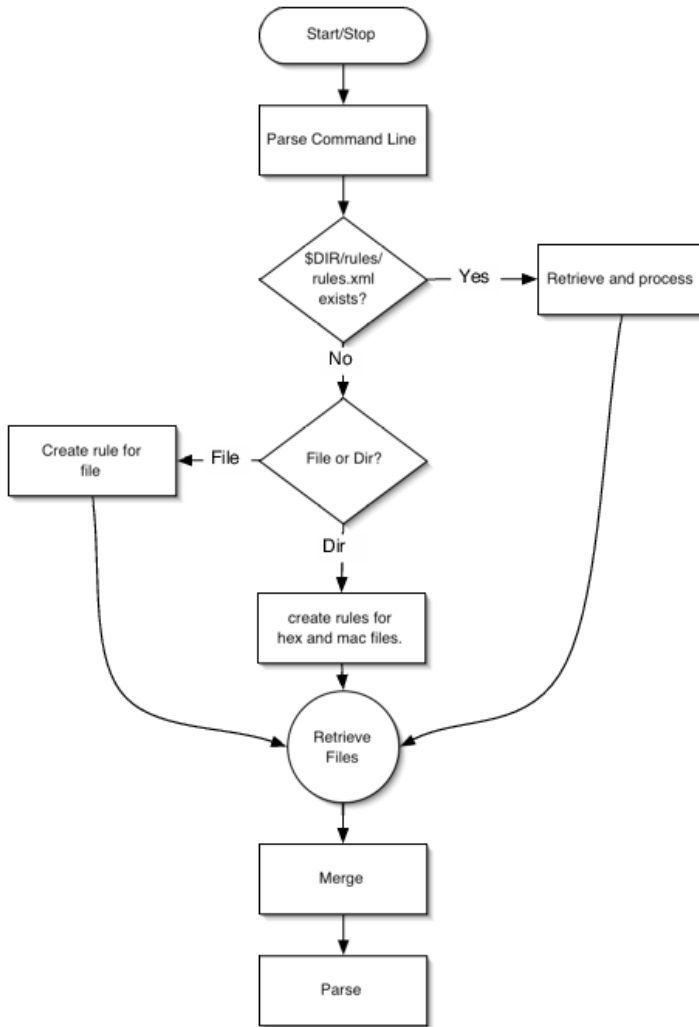 Start/Stop
Parse Command Line
$DIR/rules/
rules.xml
exists?
Yes
Retrieve and process
No
Create rule for
file
File
File or Dir?
Dir
create rules for
hex and mac files.
Retrieve
Files
Merge
Parse